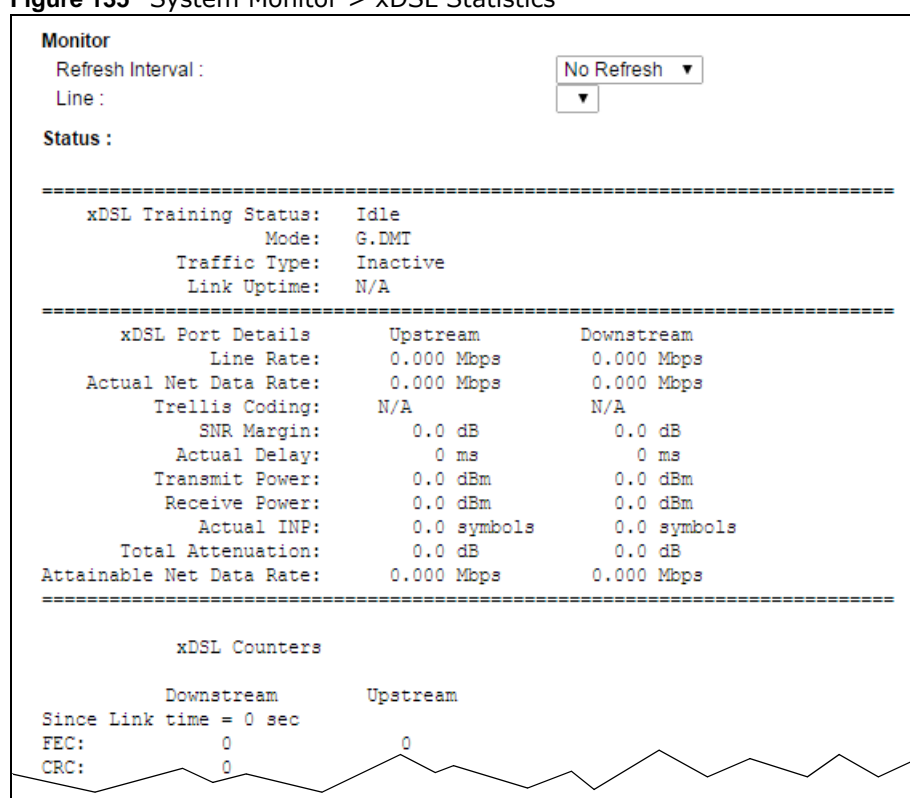 Figure 135 System Monitor > xDSL Statistics
Monitor
Refresh Interval : No Refresh ▼
Line : ▼
Status :
============================================================================
xDSL Training Status: Idle
Mode: G.DMT
Traffic Type: Inactive
Link Uptime: N/A
============================================================================
xDSL Port Details Upstream Downstream
Line Rate: 0.000 Mbps 0.000 Mbps
Actual Net Data Rate: 0.000 Mbps 0.000 Mbps
Trellis Coding: N/A N/A
SNR Margin: 0.0 dB 0.0 dB
Actual Delay: 0 ms 0 ms
Transmit Power: 0.0 dBm 0.0 dBm
Receive Power: 0.0 dBm 0.0 dBm
Actual INP: 0.0 symbols 0.0 symbols
Total Attenuation: 0.0 dB 0.0 dB
Attainable Net Data Rate: 0.000 Mbps 0.000 Mbps
============================================================================
xDSL Counters
Downstream Upstream
Since Link time = 0 sec
FEC: 0 0
CRC: 0